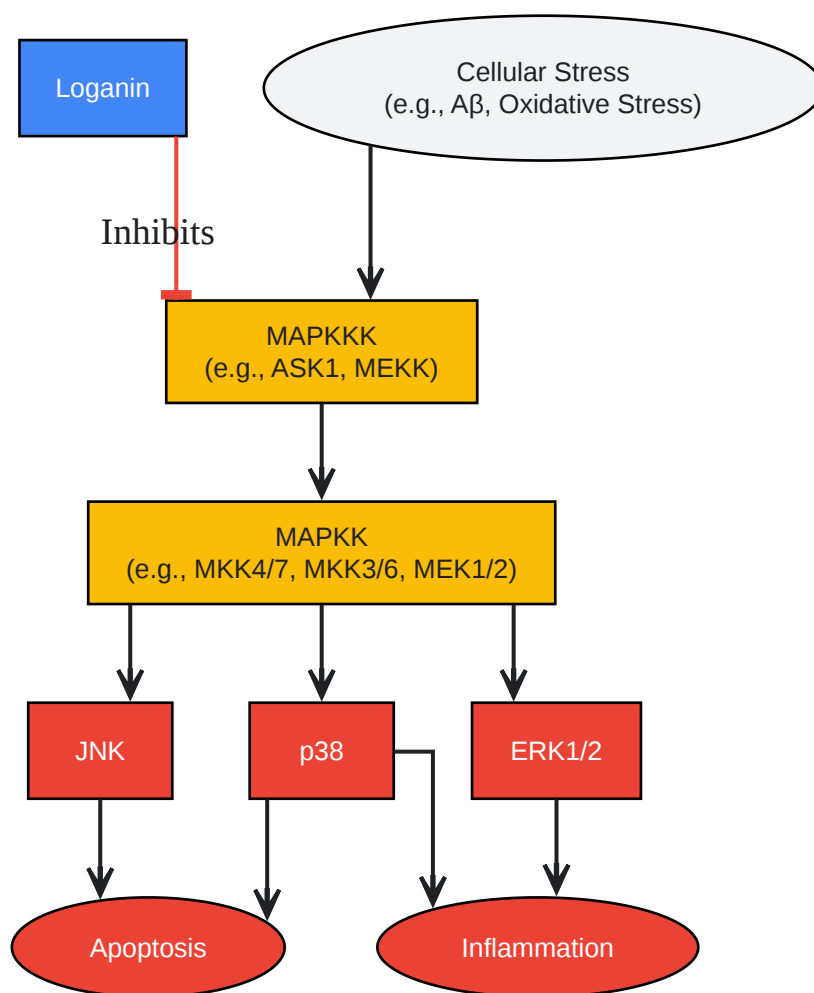 Loganin
Cellular Stress
(e.g., Aβ, Oxidative Stress)
Inhibits
MAPKKK
(e.g., ASK1, MEKK)
MAPKK
(e.g., MKK4/7, MKK3/6, MEK1/2)
JNK
p38
ERK1/2
Apoptosis
Inflammation